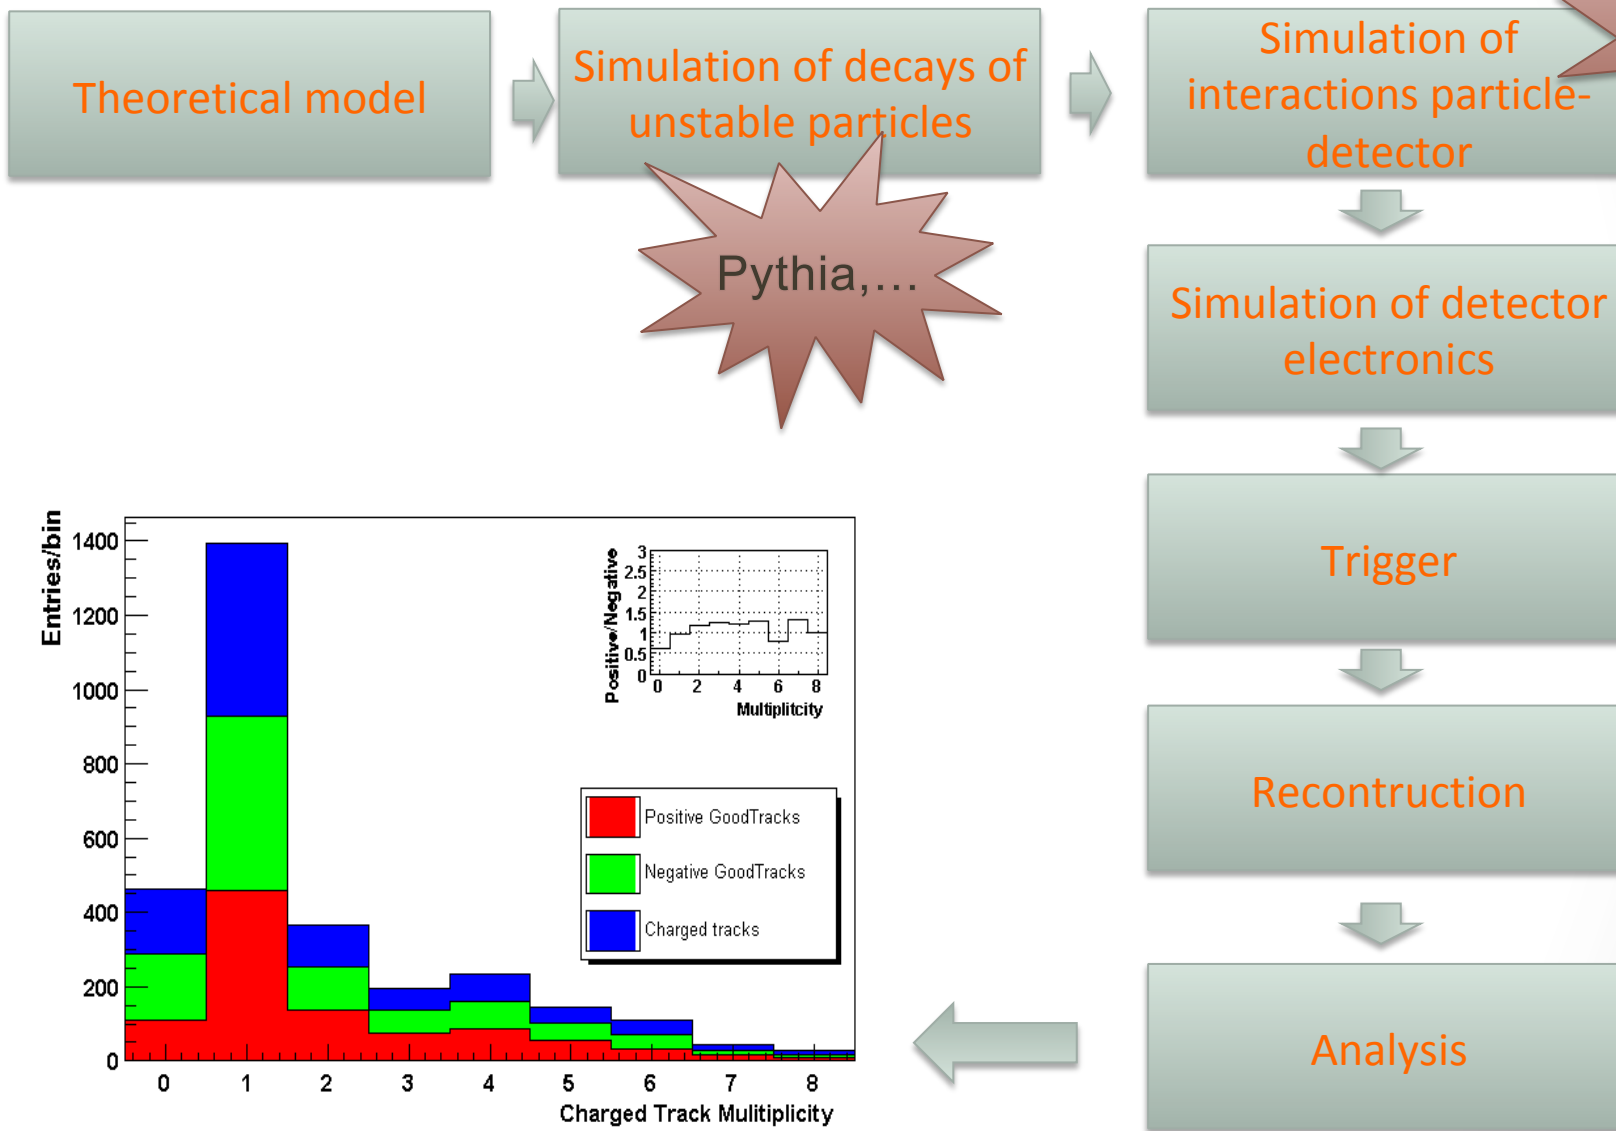 Theoretical model
Simulation of decays of
unstable particles
Simulation of
interactions particle-
detector
Pythia,...
Simulation of detector
electronics
Trigger
Recontruction
Analysis
Entries/bin
1400
1200
1000
800
600
400
200
0
0 1 2 3 4 5 6 7 8
Charged Track Mulitiplicity
Positive/Negative
3
2.5
2
1.5
1
0.5
0
0 2 4 6 8
Multiplitcity
Positive GoodTracks
Negative GoodTracks
Charged tracks